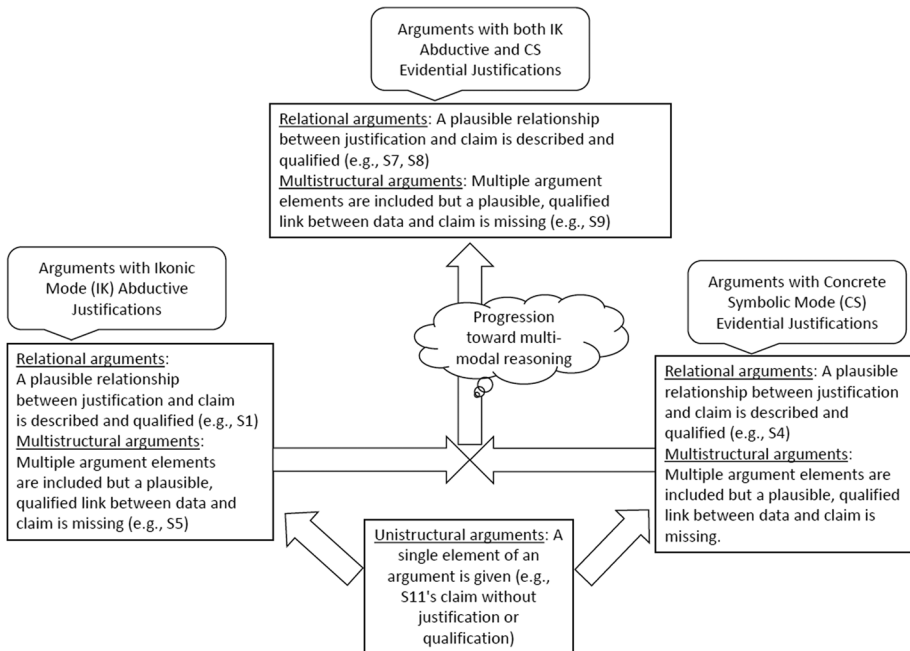 Arguments with both IK
Abductive and CS
Evidential Justifications
Relational arguments: A plausible relationship
between justification and claim is described and
qualified (e.g., S7, S8)
Multistructural arguments: Multiple argument
elements are included but a plausible, qualified
link between data and claim is missing (e.g., S9)
Arguments with Ikonic
Mode (IK) Abductive
Justifications
Relational arguments:
A plausible relationship
between justification and claim
is described and qualified (e.g., S1)
Multistructural arguments:
Multiple argument elements
are included but a plausible,
qualified link between data and
claim is missing (e.g., S5)
Progression
toward multi-
modal reasoning
Arguments with Concrete
Symbolic Mode (CS)
Evidential Justifications
Relational arguments: A plausible
relationship between justification
and claim is described and
qualified (e.g., S4)
Multistructural arguments:
Multiple argument elements are
included but a plausible, qualified
link between data and claim is
missing.
Unistructural arguments: A
single element of an
argument is given (e.g.,
S11's claim without
justification or
qualification)